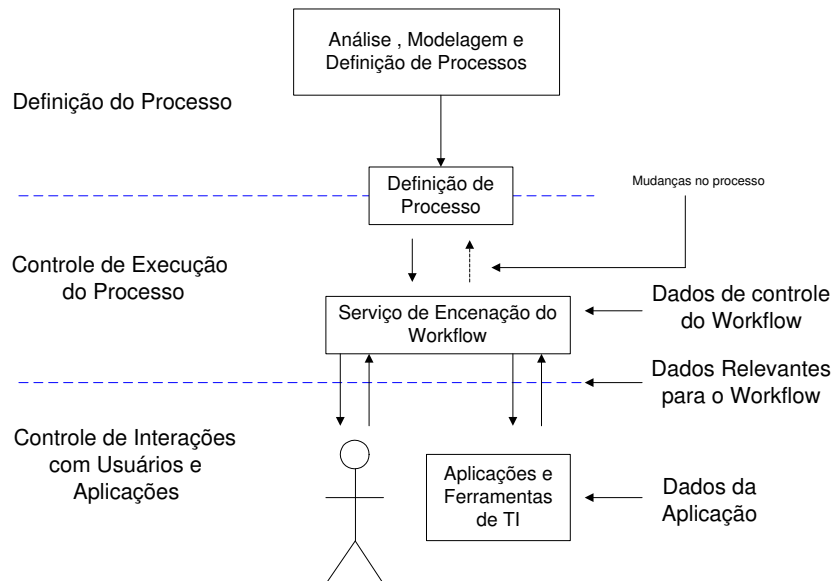 Análise , Modelagem e
Definição de Processos
Definição do Processo
Definição de
Processo
Mudanças no processo
Controle de Execução
do Processo
Serviço de Encenação do
Workflow
Dados de controle
do Workflow
Dados Relevantes
para o Workflow
Controle de Interações
com Usuários e
Aplicações
Aplicações e
Ferramentas
de TI
Dados da
Aplicação